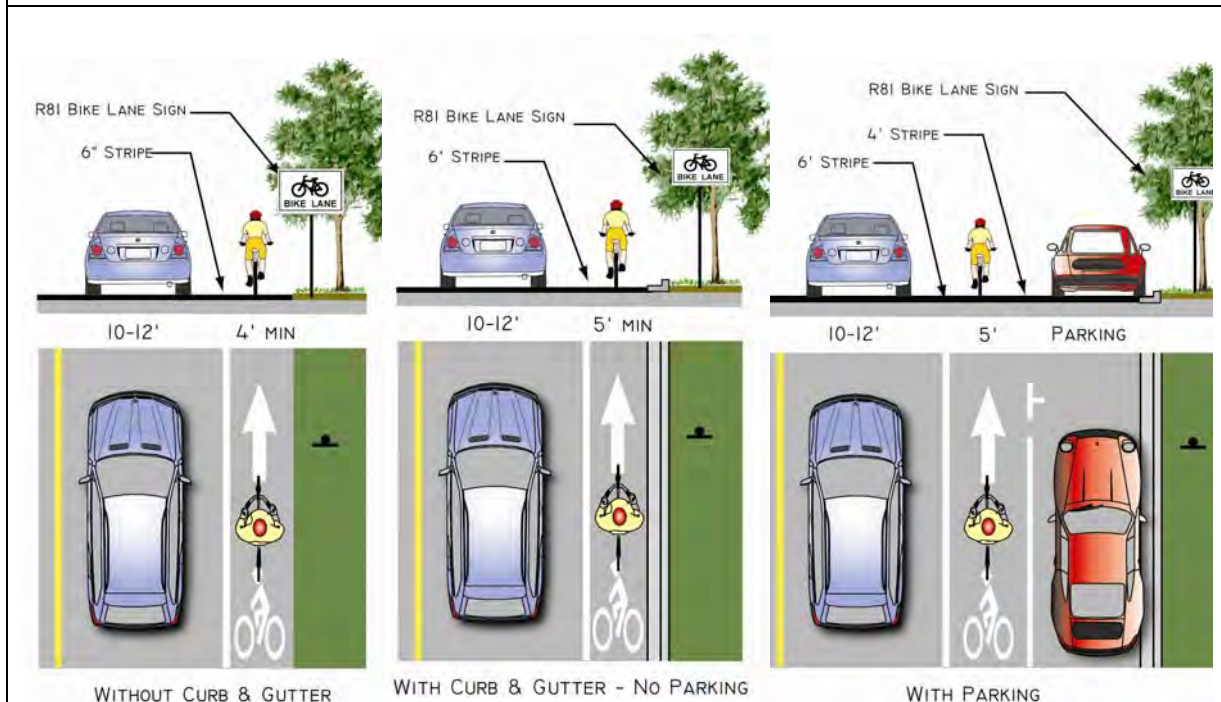 R81 BIKE LANE SIGN
6" STRIPE
BIKE LANE
10-12' 4' MIN
WITHOUT CURB & GUTTER
R81 BIKE LANE SIGN
6' STRIPE
BIKE LANE
10-12' 5' MIN
WITH CURB & GUTTER - NO PARKING
R81 BIKE LANE SIGN
4' STRIPE
6' STRIPE
BIKE LANE
10-12' 5' PARKING
WITH PARKING